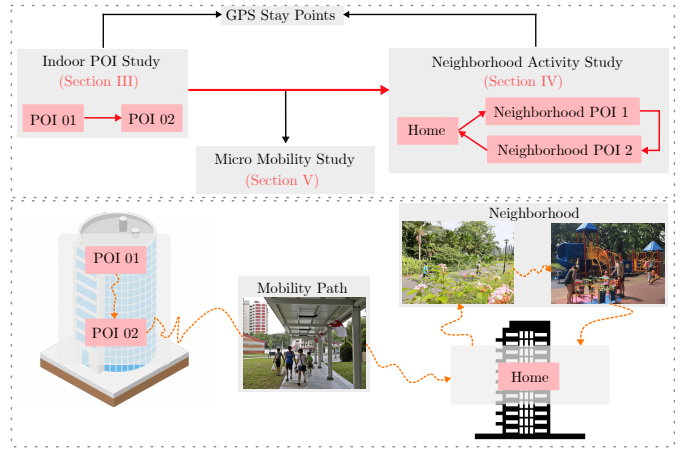 GPS Stay Points
Indoor POI Study
(Section III)
POI 01
POI 02
Neighborhood Activity Study
(Section IV)
Home
Neighborhood POI 1
Neighborhood POI 2
Micro Mobility Study
(Section V)
POI 01
POI 02
Mobility Path
Neighborhood
Home